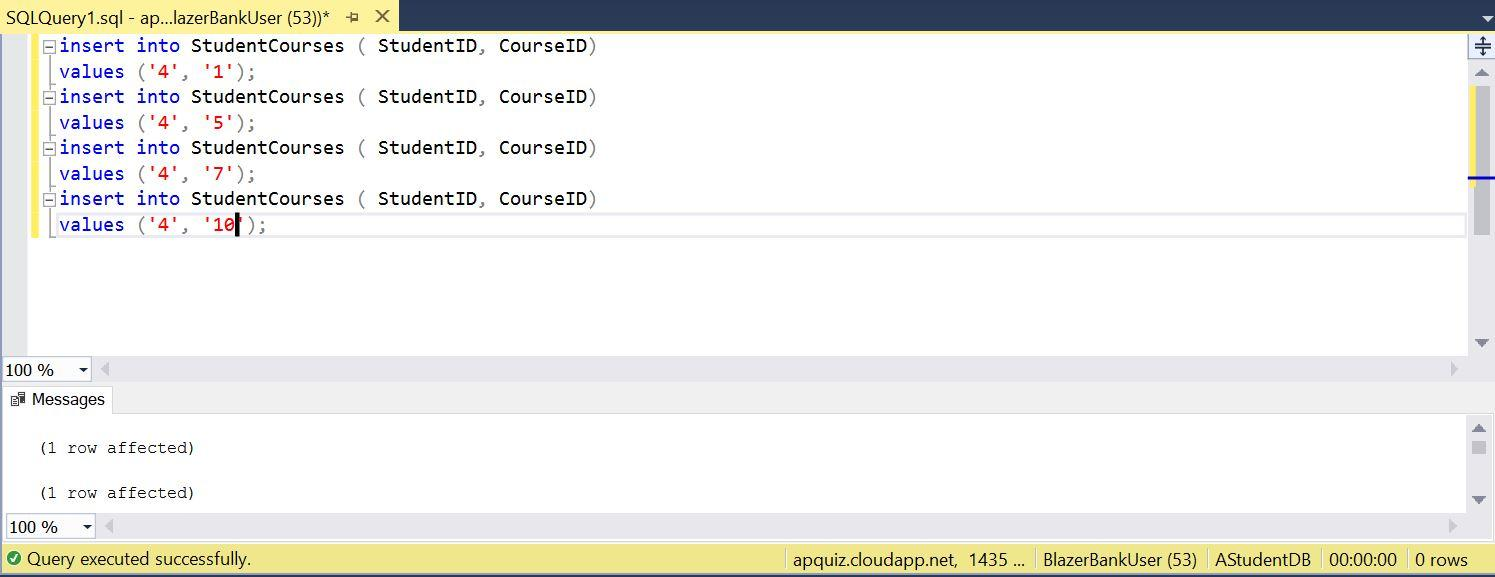 SQLQuery1.sql - ap...lazerBankUser (53))*
insert into StudentCourses ( StudentID, CourseID)
values ('4', '1');
insert into StudentCourses ( StudentID, CourseID)
values ('4', '5');
insert into StudentCourses ( StudentID, CourseID)
values ('4', '7');
insert into StudentCourses ( StudentID, CourseID)
values ('4', '10');
100 %
Messages
(1 row affected)
(1 row affected)
100 %
Query executed successfully. apquiz.cloudapp.net, 1435 ... BlazerBankUser (53) AStudentDB 00:00:00 0 rows